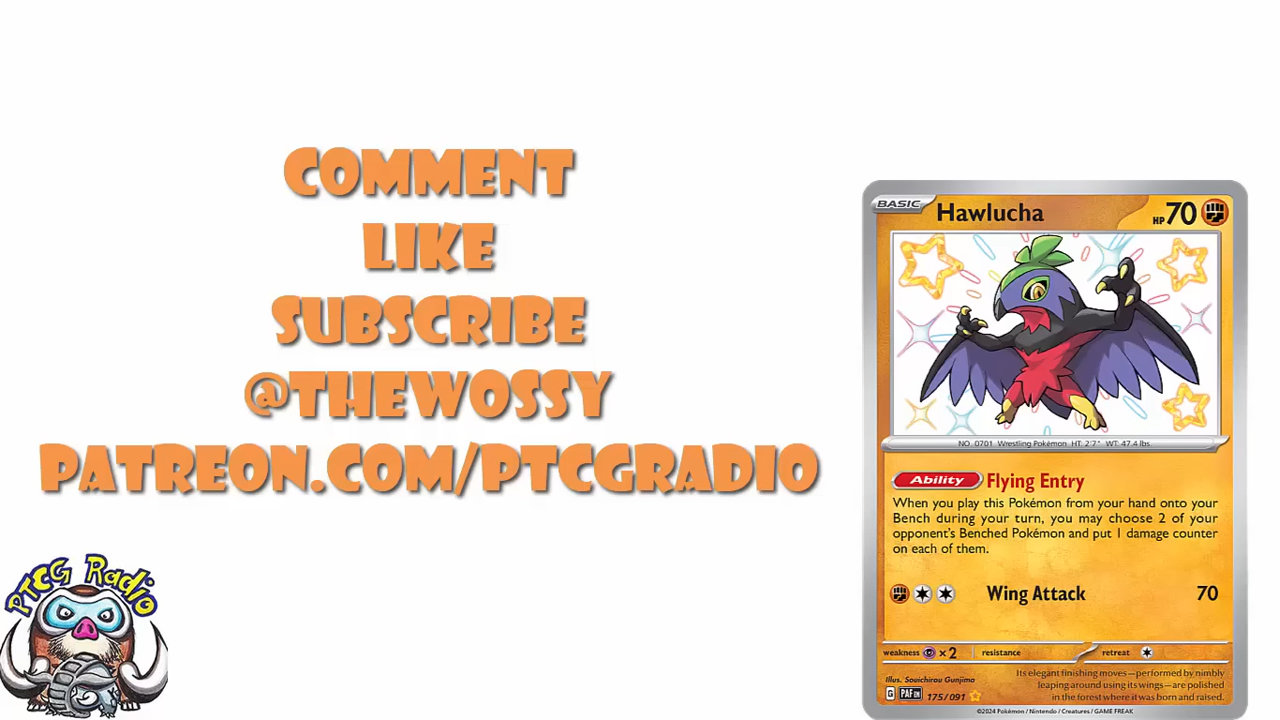 COMMENT
LIKE
SUBSCRIBE
@THEWOSSY
PATREON.COM/PTCGRADIO
PTCG Radio
BASIC Hawlucha HP 70
NO. 0701 Wrestling Pokémon HT: 2'7" WT: 47.4 lbs.
Ability Flying Entry
When you play this Pokémon from your hand onto your
Bench during your turn, you may choose 2 of your
opponent's Benched Pokémon and put 1 damage counter
on each of them.
Wing Attack 70
weakness ×2 resistance retreat
Illus. Souichirou Gunjima
G PAF EN 175/091
Its elegant finishing moves—performed by nimbly
leaping around using its wings—are polished
in the forest where it was born and raised.
©2024 Pokémon / Nintendo / Creatures / GAME FREAK